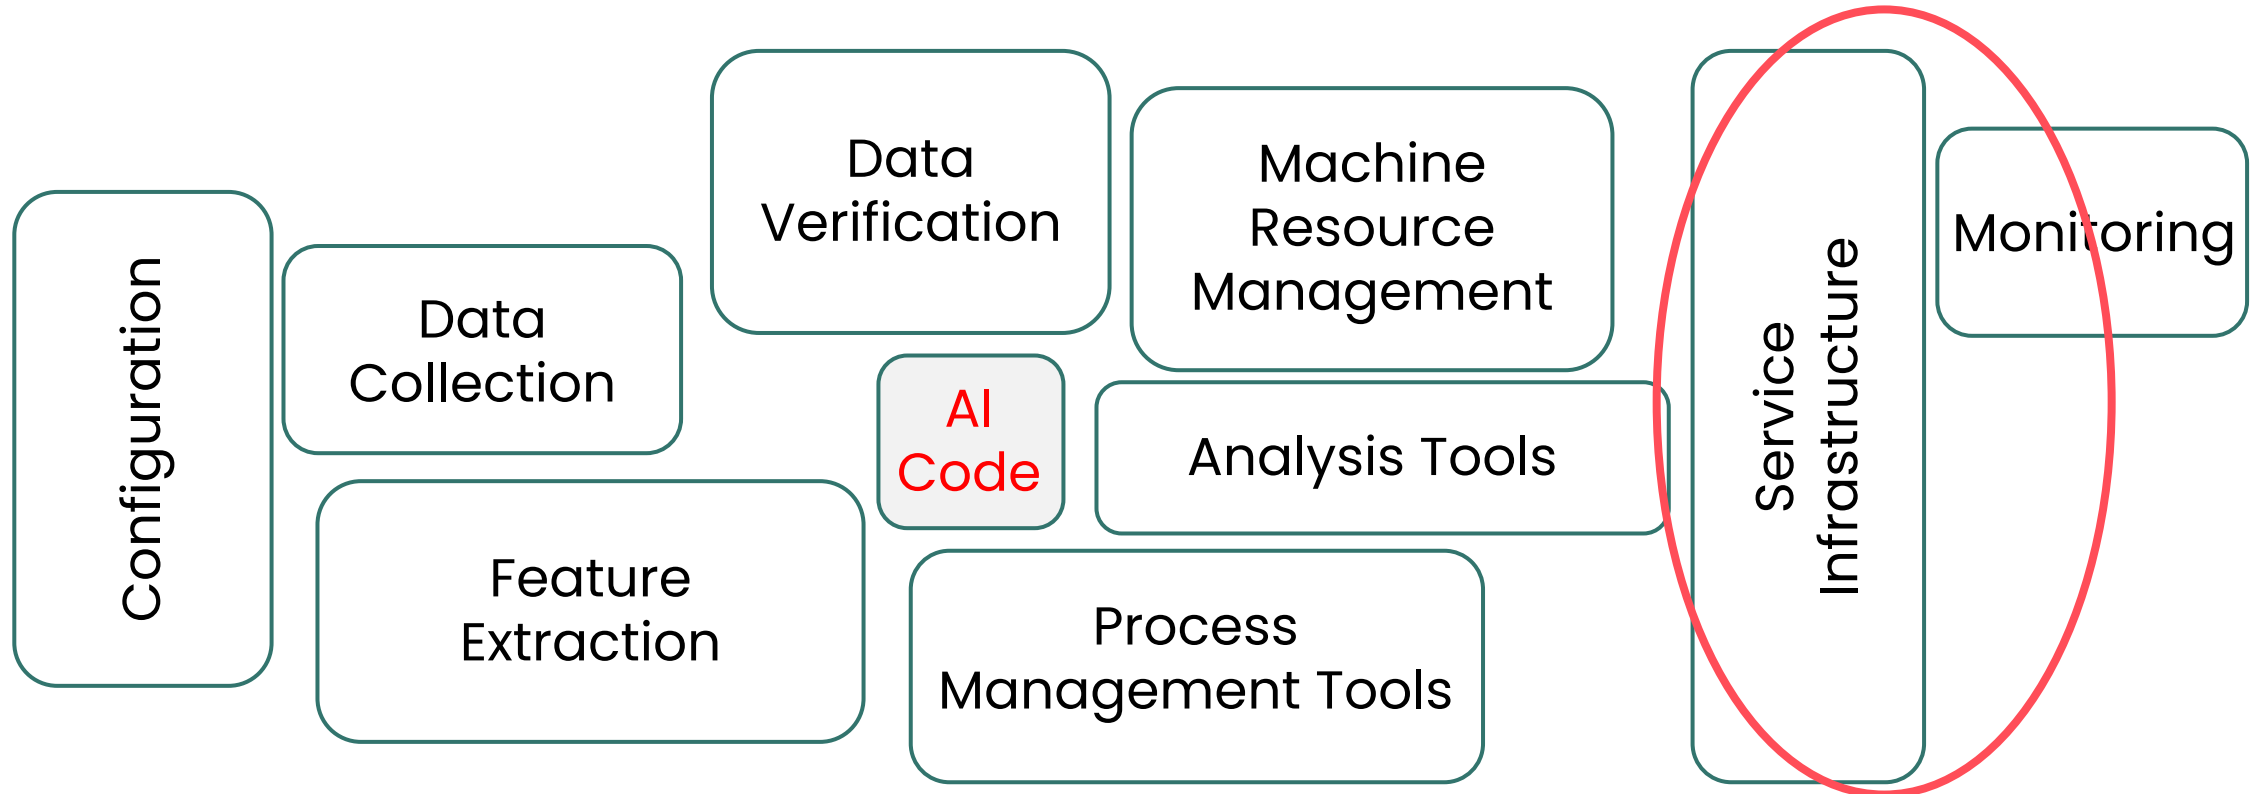 Configuration
Data
Collection
Feature
Extraction
Data
Verification
AI
Code
Machine
Resource
Management
Analysis Tools
Process
Management Tools
Service
Infrastructure
Monitoring